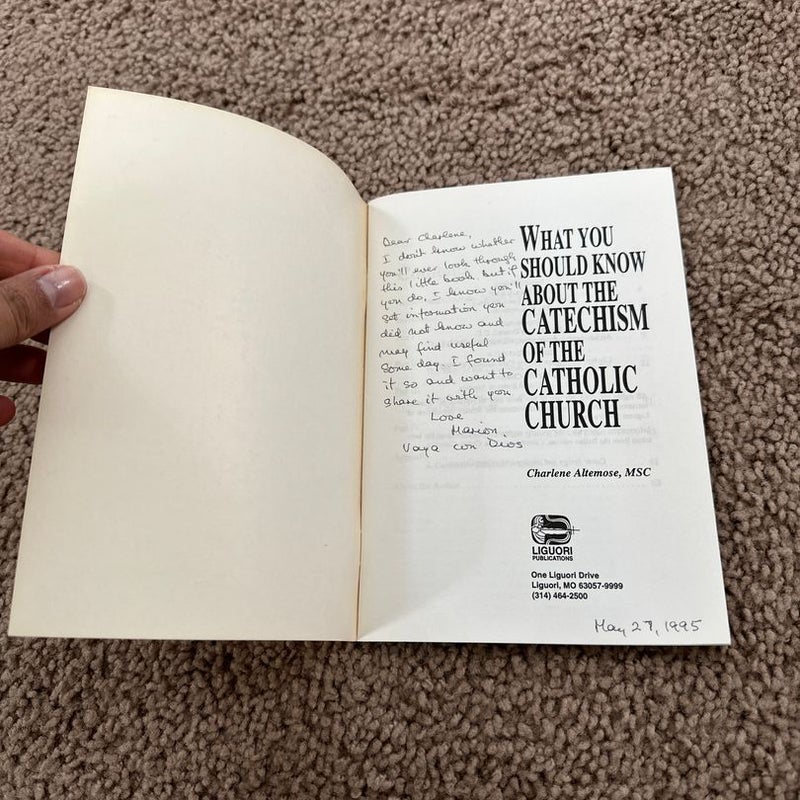 Dear Charlene,
I don't know whether
you'll ever look through
this little book but if
you do, I know you'll
get information you
did not know and
may find useful
some day. I found
it so and want to
share it with you
Love
Marion
Vaya con Dios
WHAT YOU
SHOULD KNOW
ABOUT THE
CATECHISM
OF THE
CATHOLIC
CHURCH
Charlene Altemose, MSC
LIGUORI
PUBLICATIONS
One Liguori Drive
Liguori, MO 63057-9999
(314) 464-2500
May 27, 1995